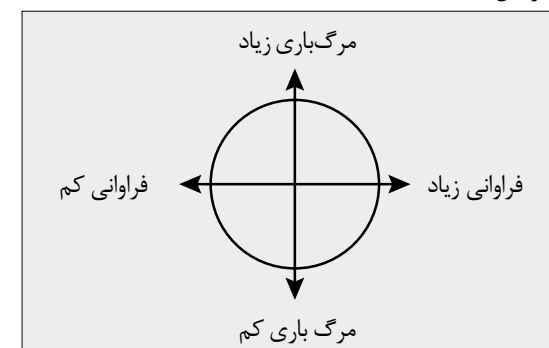 مرگ‌باری زیاد
فراوانی زیاد
فراوانی کم
مرگ باری کم